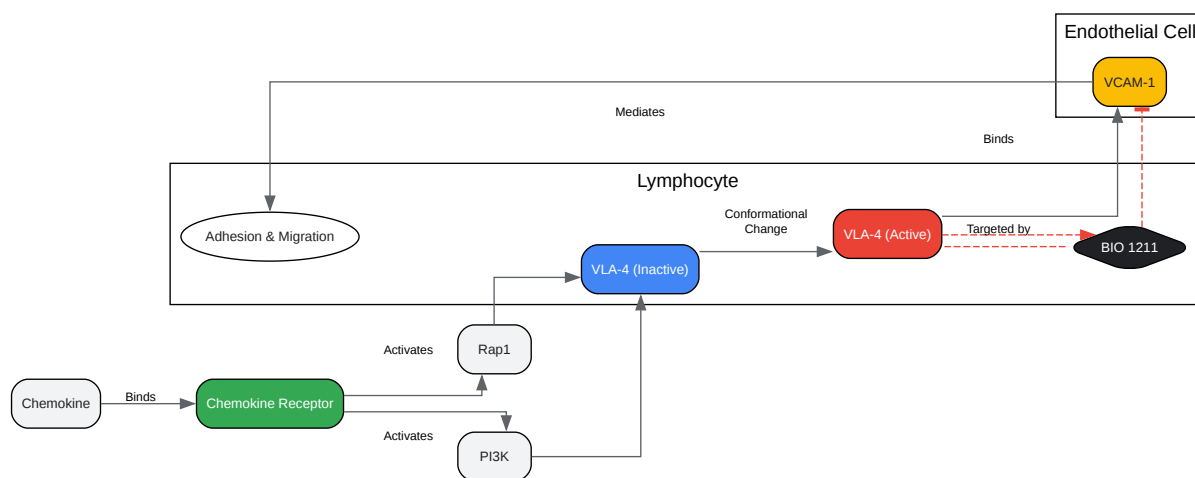 Endothelial Cell
VCAM-1
Mediates
Binds
Lymphocyte
Conformational
Change
Adhesion & Migration
VLA-4 (Active)
Targeted by
BIO 1211
VLA-4 (Inactive)
Activates
Rap1
Chemokine
Binds
Chemokine Receptor
Activates
PI3K